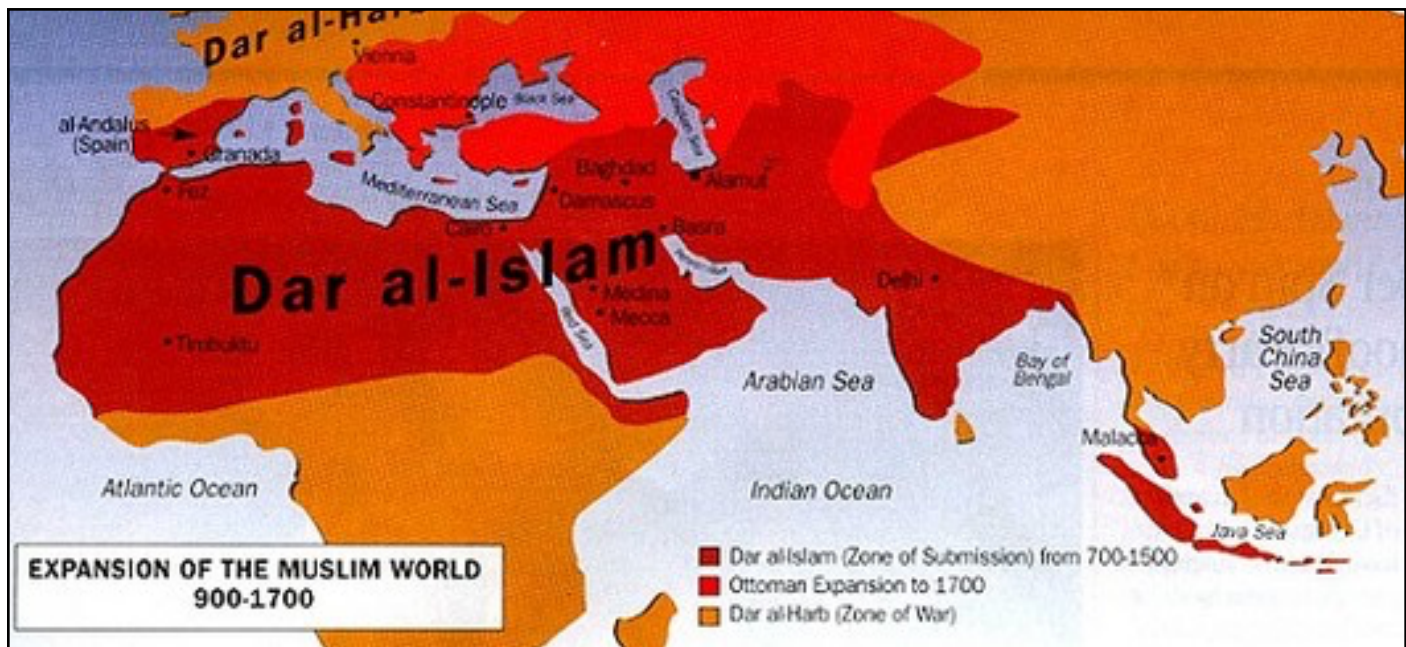 Dar al-Harb
Vienna
Constantinople
Black Sea
Caspian Sea
al-Andalus
(Spain)
Granada
Fez
Mediterranean Sea
Baghdad
Damascus
Alamut
Cairo
Basra
Dar al-Islam
Delhi
Medina
Mecca
Red Sea
Timbuktu
South
China
Sea
Bay of
Bengal
Arabian Sea
Malacca
Atlantic Ocean
Indian Ocean
Java Sea
EXPANSION OF THE MUSLIM WORLD
900-1700
Dar al-Islam (Zone of Submission) from 700-1500
Ottoman Expansion to 1700
Dar al-Harb (Zone of War)